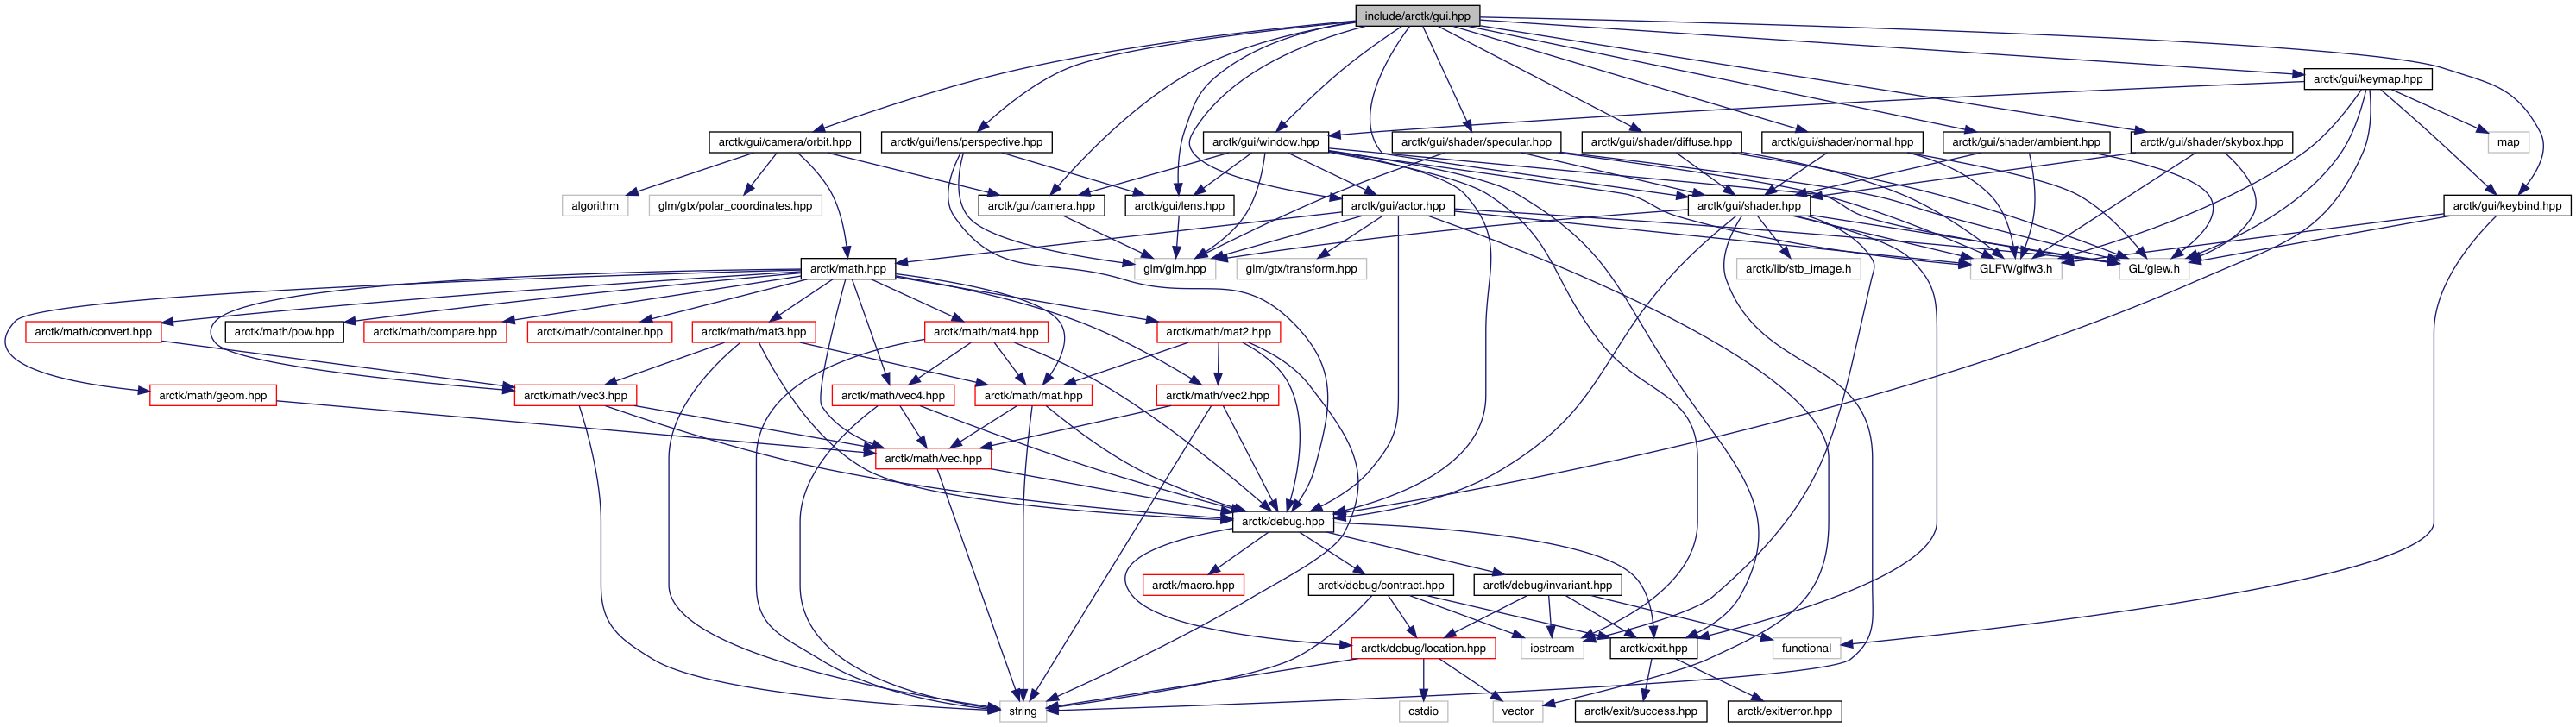 include/arctk/gui.hpp
arctk/gui/keymap.hpp
arctk/gui/camera/orbit.hpp
arctk/gui/lens/perspective.hpp
arctk/gui/window.hpp
arctk/gui/shader/specular.hpp
arctk/gui/shader/diffuse.hpp
arctk/gui/shader/normal.hpp
arctk/gui/shader/ambient.hpp
arctk/gui/shader/skybox.hpp
map
algorithm
glm/gtx/polar_coordinates.hpp
arctk/gui/camera.hpp
arctk/gui/lens.hpp
arctk/gui/actor.hpp
arctk/gui/shader.hpp
arctk/gui/keybind.hpp
arctk/math.hpp
glm/glm.hpp
glm/gtx/transform.hpp
arctk/lib/stb_image.h
GLFW/glfw3.h
GL/glew.h
arctk/math/convert.hpp
arctk/math/pow.hpp
arctk/math/compare.hpp
arctk/math/container.hpp
arctk/math/mat3.hpp
arctk/math/mat4.hpp
arctk/math/mat2.hpp
arctk/math/geom.hpp
arctk/math/vec3.hpp
arctk/math/vec4.hpp
arctk/math/mat.hpp
arctk/math/vec2.hpp
arctk/math/vec.hpp
arctk/debug.hpp
arctk/macro.hpp
arctk/debug/contract.hpp
arctk/debug/invariant.hpp
arctk/debug/location.hpp
iostream
arctk/exit.hpp
functional
string
cstdio
vector
arctk/exit/success.hpp
arctk/exit/error.hpp